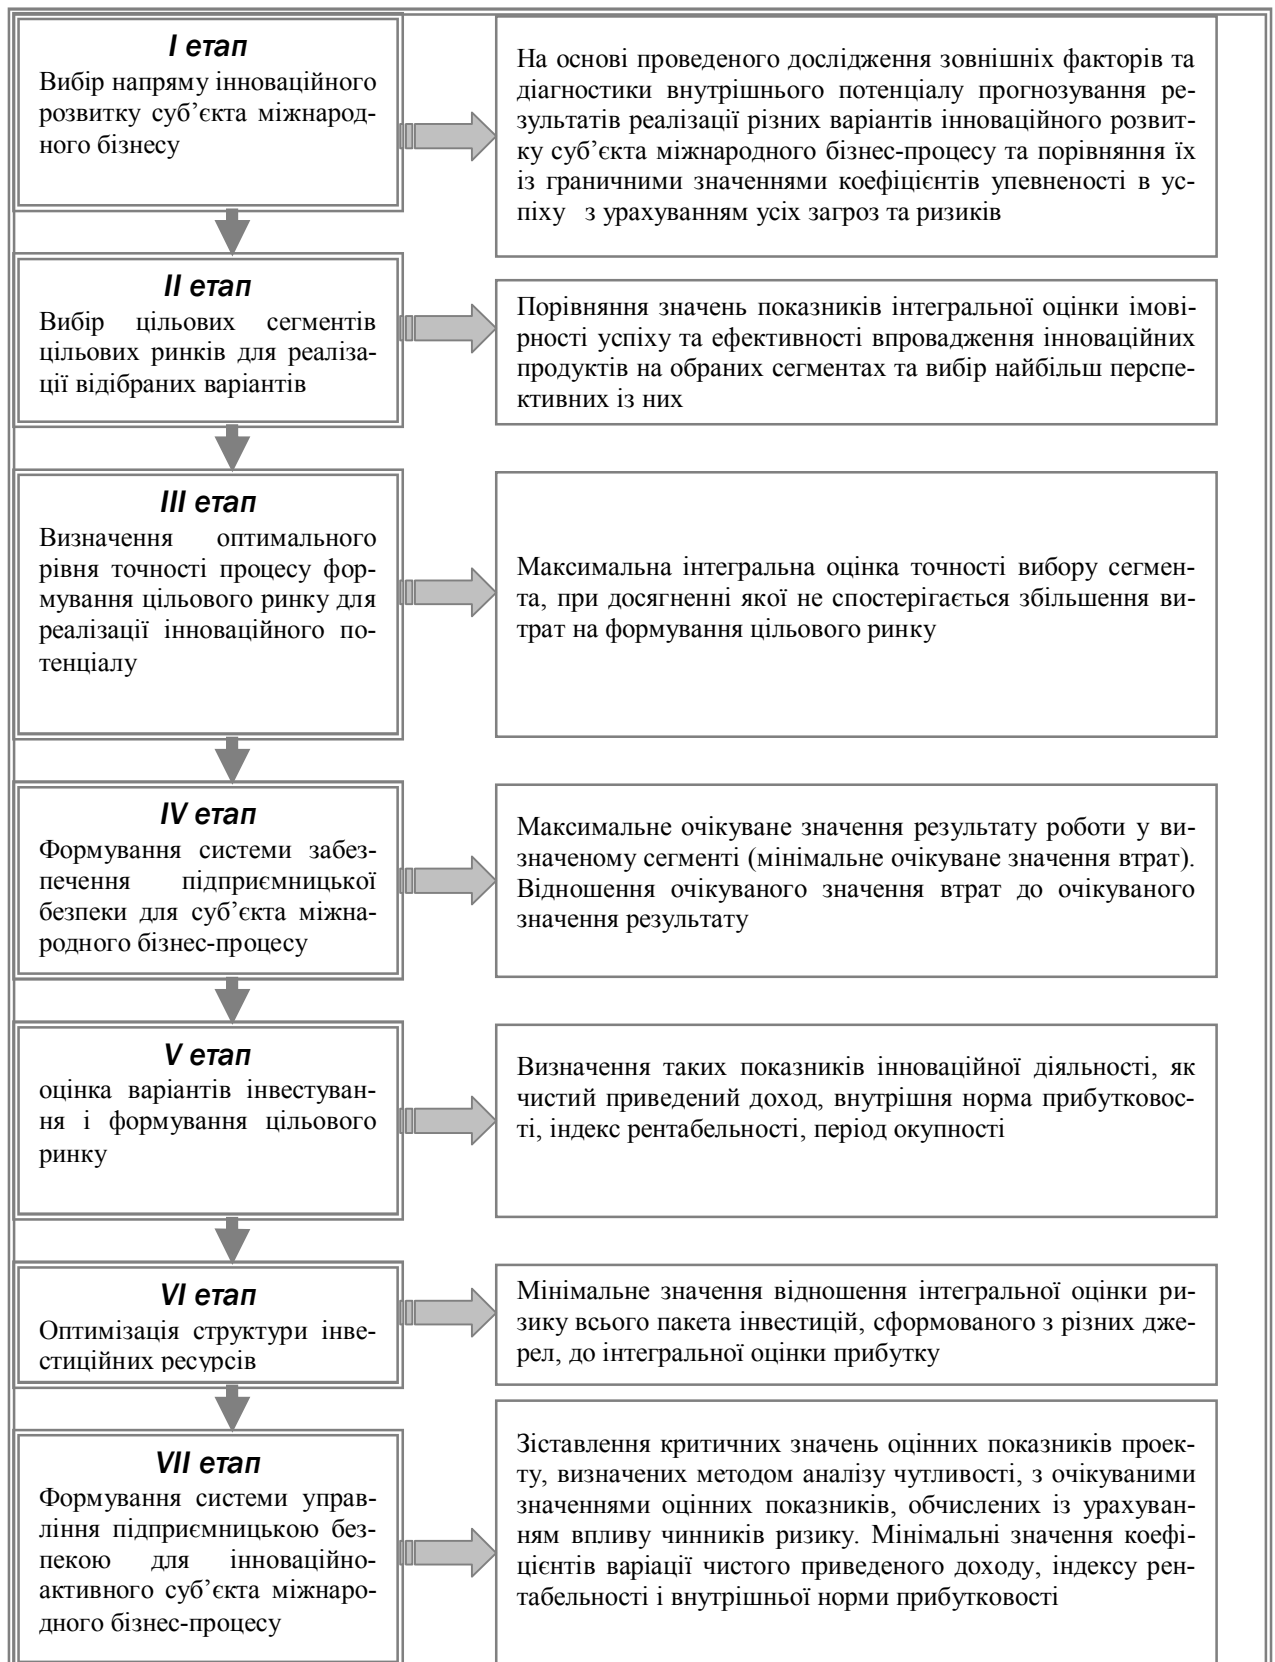 I етап
Вибір напряму інноваційного
розвитку суб’єкта міжнарод-
ного бізнесу
На основі проведеного дослідження зовнішніх факторів та
діагностики внутрішнього потенціалу прогнозування ре-
зультатів реалізації різних варіантів інноваційного розвит-
ку суб’єкта міжнародного бізнес-процесу та порівняння їх
із граничними значеннями коефіцієнтів упевненості в ус-
піху з урахуванням усіх загроз та ризиків
II етап
Вибір цільових сегментів
цільових ринків для реаліза-
ції відібраних варіантів
Порівняння значень показників інтегральної оцінки імові-
рності успіху та ефективності впровадження інноваційних
продуктів на обраних сегментах та вибір найбільш перспе-
ктивних із них
III етап
Визначення оптимального
рівня точності процесу фор-
мування цільового ринку для
реалізації інноваційного по-
тенціалу
Максимальна інтегральна оцінка точності вибору сегмен-
та, при досягненні якої не спостерігається збільшення ви-
трат на формування цільового ринку
IV етап
Формування системи забез-
печення підприємницької
безпеки для суб’єкта міжна-
родного бізнес-процесу
Максимальне очікуване значення результату роботи у ви-
значеному сегменті (мінімальне очікуване значення втрат).
Відношення очікуваного значення втрат до очікуваного
значення результату
V етап
оцінка варіантів інвестуван-
ня і формування цільового
ринку
Визначення таких показників інноваційної діяльності, як
чистий приведений доход, внутрішня норма прибутковос-
ті, індекс рентабельності, період окупності
VI етап
Оптимізація структури інве-
стиційних ресурсів
Мінімальне значення відношення інтегральної оцінки ри-
зику всього пакета інвестицій, сформованого з різних дже-
рел, до інтегральної оцінки прибутку
VII етап
Формування системи управ-
ління підприємницькою без-
пекою для інноваційно-
активного суб’єкта міжнаро-
дного бізнес-процесу
Зіставлення критичних значень оцінних показників проек-
ту, визначених методом аналізу чутливості, з очікуваними
значеннями оцінних показників, обчислених із урахуван-
ням впливу чинників ризику. Мінімальні значення коефі-
цієнтів варіації чистого приведеного доходу, індексу рен-
табельності і внутрішньої норми прибутковості